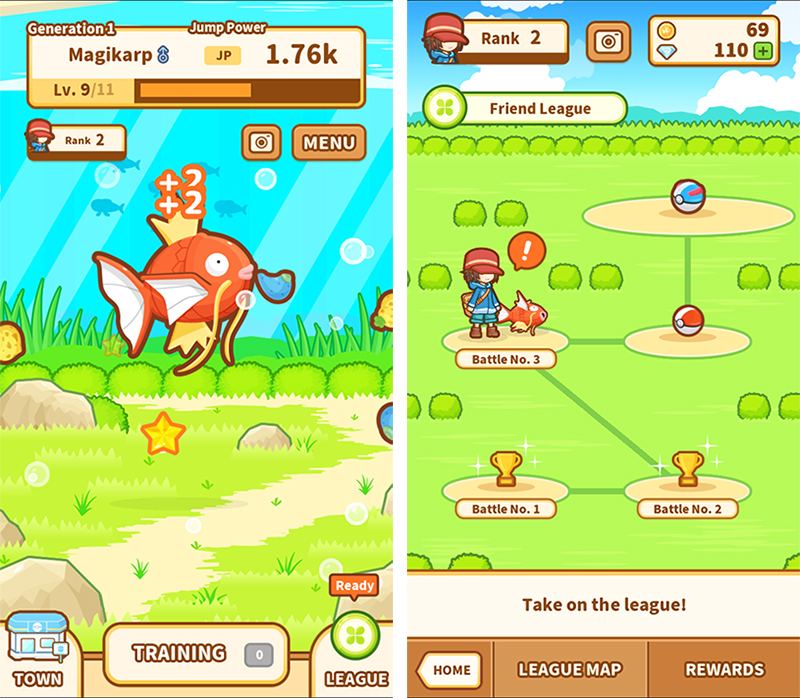 Generation 1
Jump Power
Magikarp ♂
JP
1.76k
Lv. 9/11
Rank 2
MENU
+2
+2
Ready
TOWN
TRAINING
0
LEAGUE
Rank 2
69
110
Friend League
!
Battle No. 3
Battle No. 1
Battle No. 2
Take on the league!
HOME
LEAGUE MAP
REWARDS